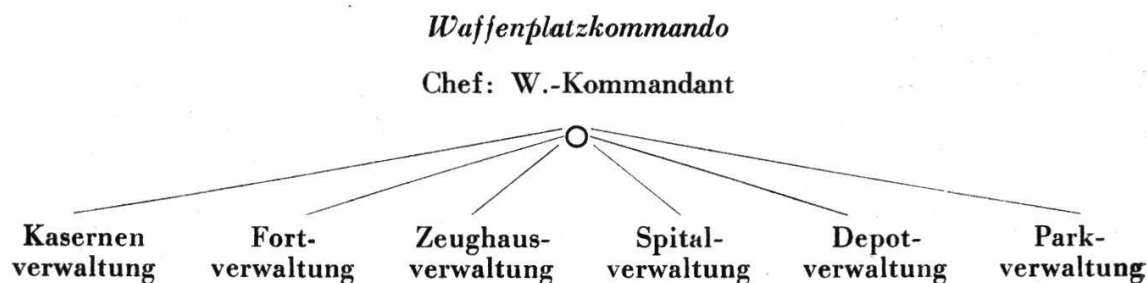 Waffenplatzkommando
Chef: W.-Kommandant
Kasernen Fort- Zeughaus- Spital- Depot- Park-
verwaltung verwaltung verwaltung verwaltung verwaltung verwaltung